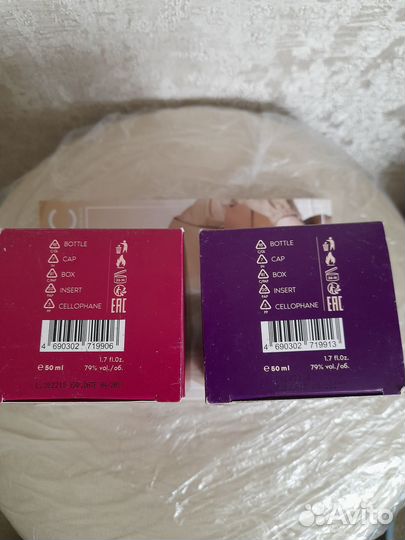 BOTTLE
CAP
BOX
INSERT
CELLOPHANE
EAC
4 690302 719906
1.7 fl.Oz.
℮ 50 ml 79% vol./об.
BOTTLE
CAP
BOX
INSERT
CELLOPHANE
EAC
4 690302 719913
1.7 fl.Oz.
℮ 50 ml 79% vol./об.
Avito